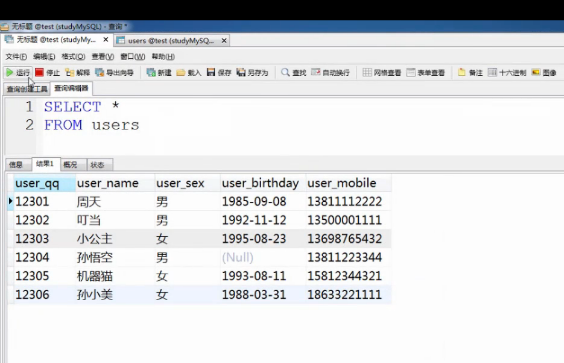 无标题 @test (studyMySQL) - 查询 *
无标题 @test (studyMy... × users @test (studySQ... ×
文件(F) 编辑(E) 格式(O) 查看(V) 窗口(W) 帮助(H)
运行 停止 解释 导出向导 新建 载入 保存 另存为 查找 自动换行 网格查看 表单查看 备注 十六进制 图像
查询创建工具 查询编辑器
1 SELECT *
2 FROM users
信息 结果1 概况 状态
user_qq user_name user_sex user_birthday user_mobile
12301 周天 男 1985-09-08 13811112222
12302 叮当 男 1992-11-12 13500001111
12303 小公主 女 1995-08-23 13698765432
12304 孙悟空 男 (Null) 13811223344
12305 机器猫 女 1993-08-11 15812344321
12306 孙小美 女 1988-03-31 18633221111